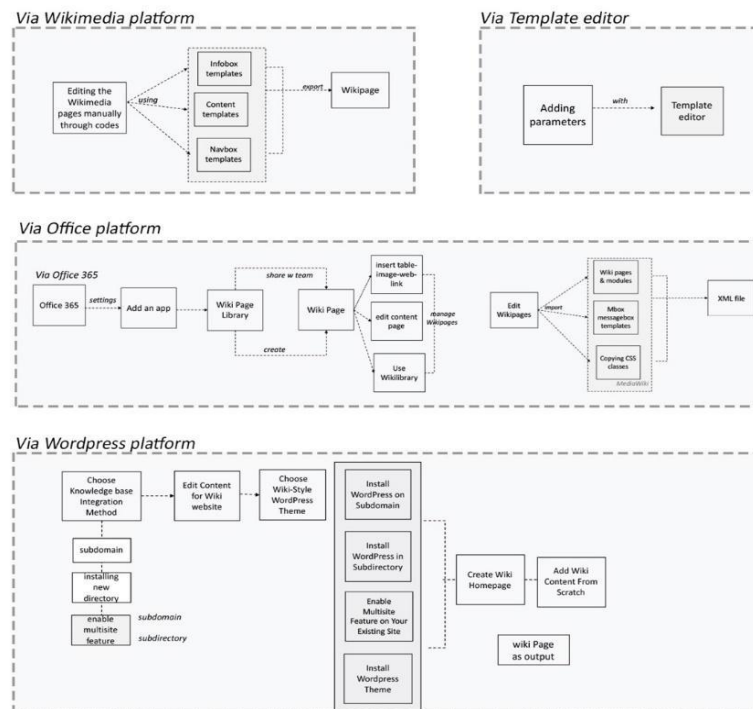 Via Wikimedia platform
Editing the
Wikimedia
pages manually
through codes
using
Infobox
templates
Content
templates
Navbox
templates
export
Wikipage
Via Template editor
Adding
parameters
with
Template
editor
Via Office platform
Via Office 365
Office 365
settings
Add an app
Wiki Page
Library
share w team
create
Wiki Page
insert table-
image-web-
link
edit content
page
Use
Wikilibrary
manage
Wikipages
Edit
Wikipages
import
Wiki pages
& modules
Mbox
messagebox
templates
Copying CSS
classes
MediaWiki
XML file
Via Wordpress platform
Choose
Knowledge base
Integration
Method
Edit Content
for Wiki
website
Choose
Wiki-Style
WordPress
Theme
subdomain
installing
new
directory
enable
multisite
feature
subdomain
subdirectory
Install
WordPress on
Subdomain
Install
WordPress in
Subdirectory
Enable
Multisite
Feature on Your
Existing Site
Install
Wordpress
Theme
Create Wiki
Homepage
Add Wiki
Content From
Scratch
wiki Page
as output